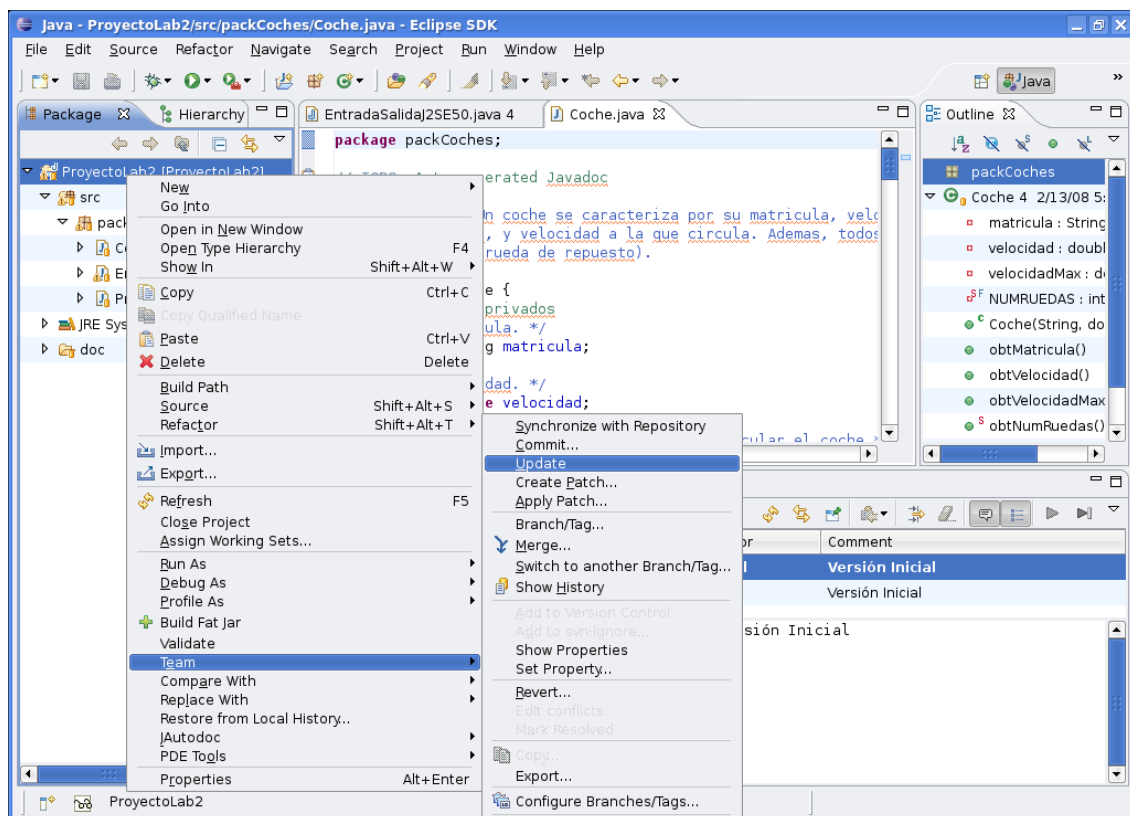 Java - ProyectoLab2/src/packCoches/Coche.java - Eclipse SDK
File Edit Source Refactor Navigate Search Project Run Window Help
Java »
Package Hierarchy
EntradaSalidaJ2SE50.java 4 Coche.java
Outline
ProyectoLab2 [ProyectoLab2]
src
pack
C
E
P
JRE Sys
doc
package packCoches;
erated Javadoc
n coche se caracteriza por su matricula, velo
, y velocidad a la que circula. Ademas, todos
rueda de repuesto).
e {
privados
ula. */
g matricula;
dad. */
e velocidad;
cular el coche
packCoches
Coche 4 2/13/08 5:
matricula : String
velocidad : doubl
velocidadMax : d
S F NUMRUEDAS : int
C Coche(String, do
obtMatricula()
obtVelocidad()
obtVelocidadMax
S obtNumRuedas()
New
Go Into
Open in New Window
Open Type Hierarchy F4
Show In Shift+Alt+W
Copy Ctrl+C
Copy Qualified Name
Paste Ctrl+V
Delete Delete
Build Path
Source Shift+Alt+S
Refactor Shift+Alt+T
Import...
Export...
Refresh F5
Close Project
Assign Working Sets...
Run As
Debug As
Profile As
Build Fat Jar
Validate
Team
Compare With
Replace With
Restore from Local History...
JAutodoc
PDE Tools
Properties Alt+Enter
Synchronize with Repository
Commit...
Update
Create Patch...
Apply Patch...
Branch/Tag...
Merge...
Switch to another Branch/Tag...
Show History
Add to Version Control
Add to svn:ignore...
Show Properties
Set Property...
Revert...
Edit conflicts
Mark Resolved
Copy...
Export...
Configure Branches/Tags...
or Comment
l Versión Inicial
Versión Inicial
sión Inicial
ProyectoLab2